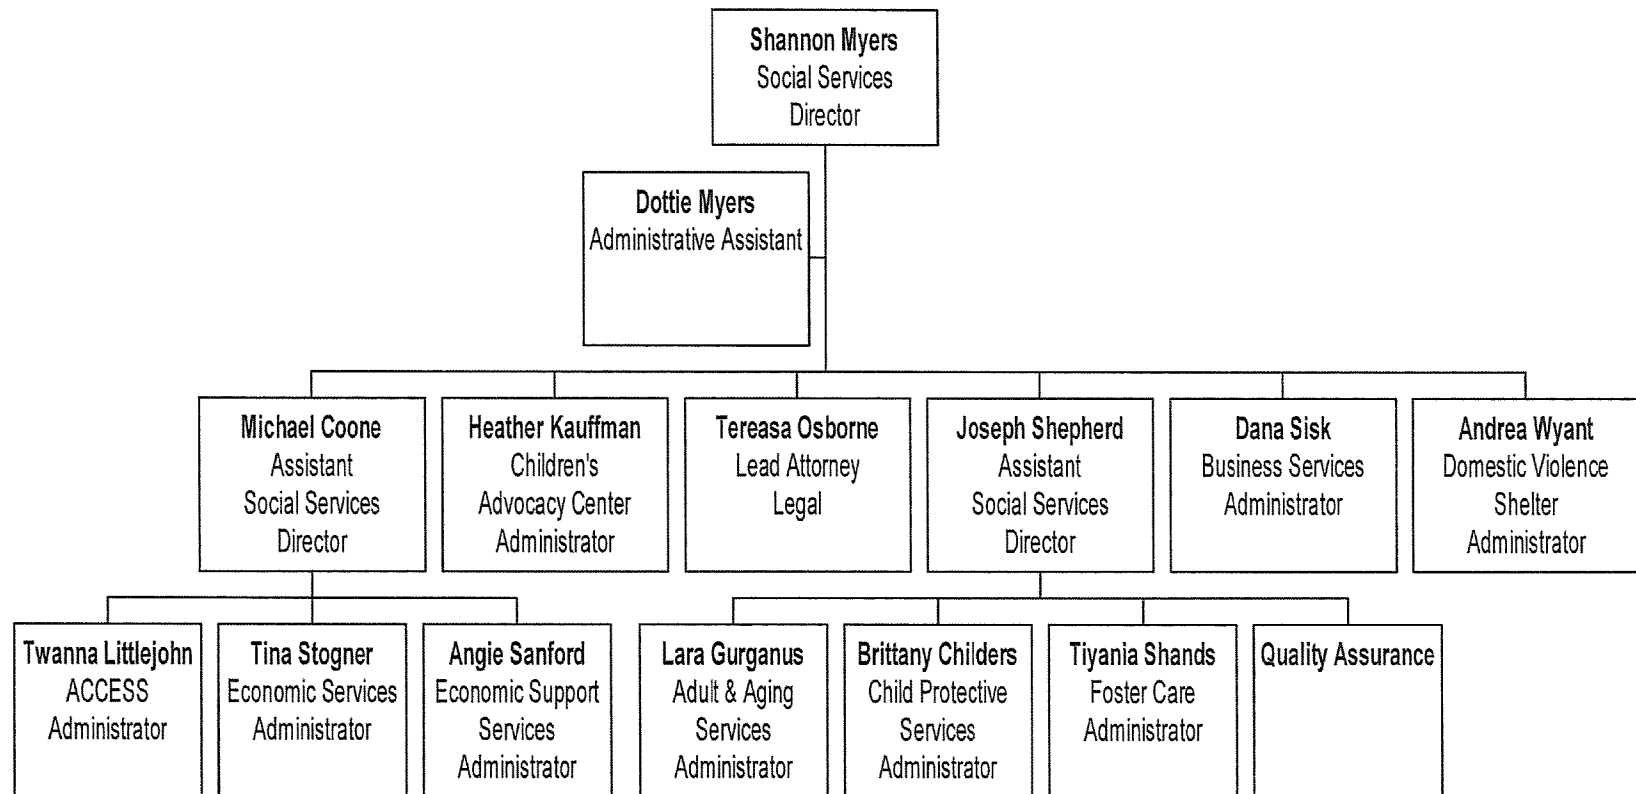 Shannon Myers
Social Services
Director
Dottie Myers
Administrative Assistant
Michael Coone
Assistant
Social Services
Director
Heather Kauffman
Children's
Advocacy Center
Administrator
Tereasa Osborne
Lead Attorney
Legal
Joseph Shepherd
Assistant
Social Services
Director
Dana Sisk
Business Services
Administrator
Andrea Wyant
Domestic Violence
Shelter
Administrator
Twanna Littlejohn
ACCESS
Administrator
Tina Stogner
Economic Services
Administrator
Angie Sanford
Economic Support
Services
Administrator
Lara Gurganus
Adult & Aging
Services
Administrator
Brittany Childers
Child Protective
Services
Administrator
Tiyania Shands
Foster Care
Administrator
Quality Assurance